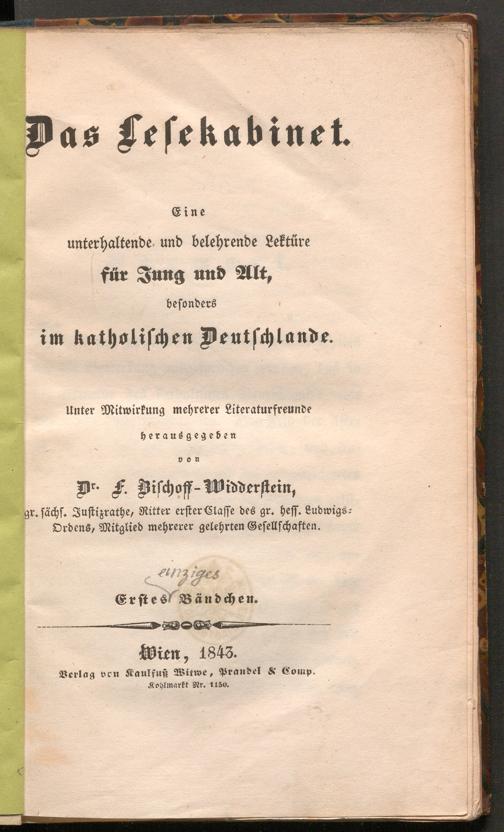 Das Lesekabinet.
Eine
unterhaltende und belehrende Lektüre
für Jung und Alt,
besonders
im katholischen Deutschlande.
Unter Mitwirkung mehrerer Literaturfreunde
herausgegeben
von
Dr. F. Bischoff-Widderstein,
gr. sächs. Justizrathe, Ritter erster Classe des gr. hess. Ludwigs-
Ordens, Mitglied mehrerer gelehrten Gesellschaften.
einziges
Erstes Bändchen.
Wien, 1843.
Verlag von Kaulfuß Witwe, Prandel & Comp.
Kohlmarkt Nr. 1150.